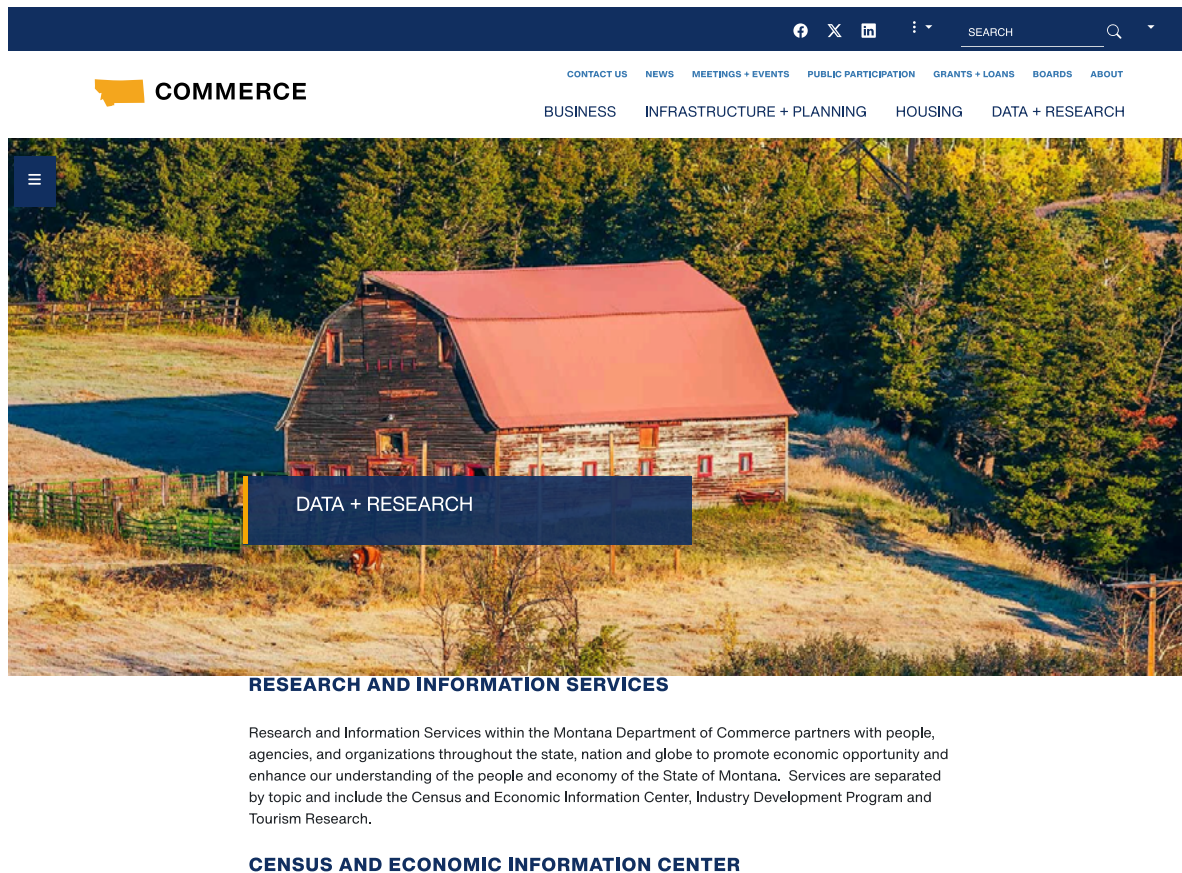 SEARCH
CONTACT US NEWS MEETINGS + EVENTS PUBLIC PARTICIPATION GRANTS + LOANS BOARDS ABOUT
COMMERCE
BUSINESS INFRASTRUCTURE + PLANNING HOUSING DATA + RESEARCH
DATA + RESEARCH
RESEARCH AND INFORMATION SERVICES
Research and Information Services within the Montana Department of Commerce partners with people,
agencies, and organizations throughout the state, nation and globe to promote economic opportunity and
enhance our understanding of the people and economy of the State of Montana. Services are separated
by topic and include the Census and Economic Information Center, Industry Development Program and
Tourism Research.
CENSUS AND ECONOMIC INFORMATION CENTER